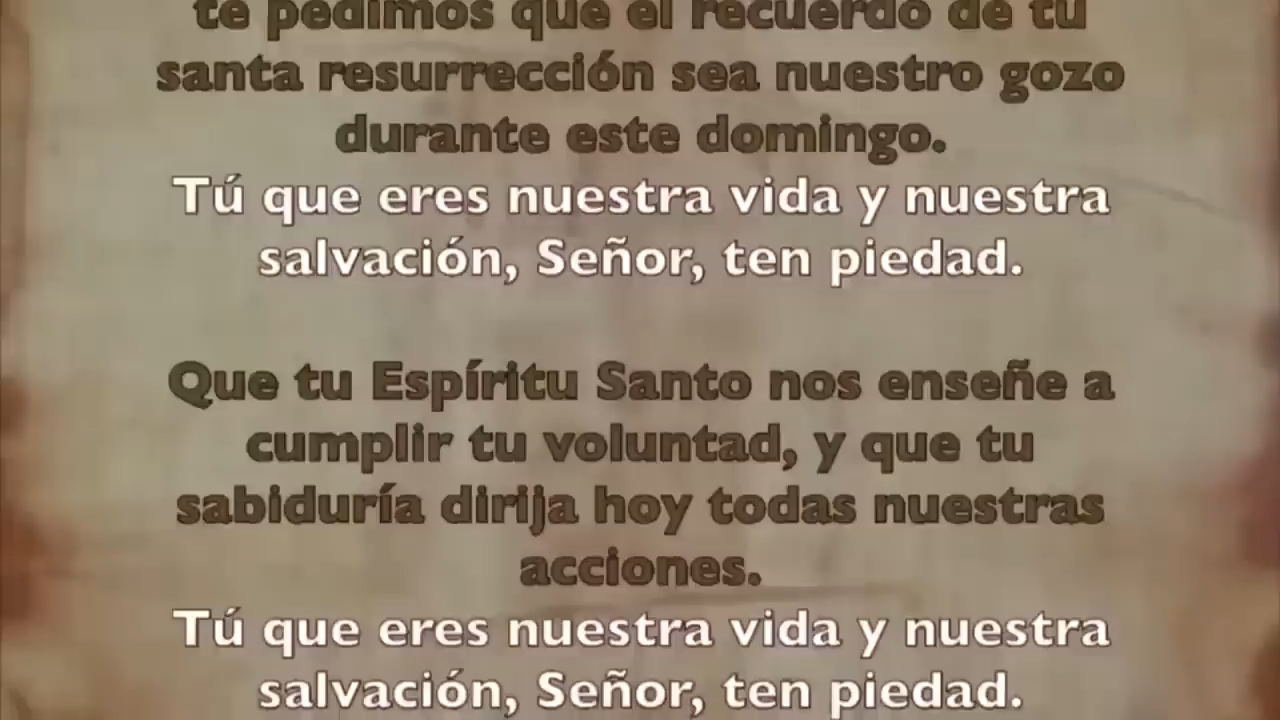 te pedimos que el recuerdo de tu
santa resurrección sea nuestro gozo
durante este domingo.
Tú que eres nuestra vida y nuestra
salvación, Señor, ten piedad.
Que tu Espíritu Santo nos enseñe a
cumplir tu voluntad, y que tu
sabiduría dirija hoy todas nuestras
acciones.
Tú que eres nuestra vida y nuestra
salvación, Señor, ten piedad.